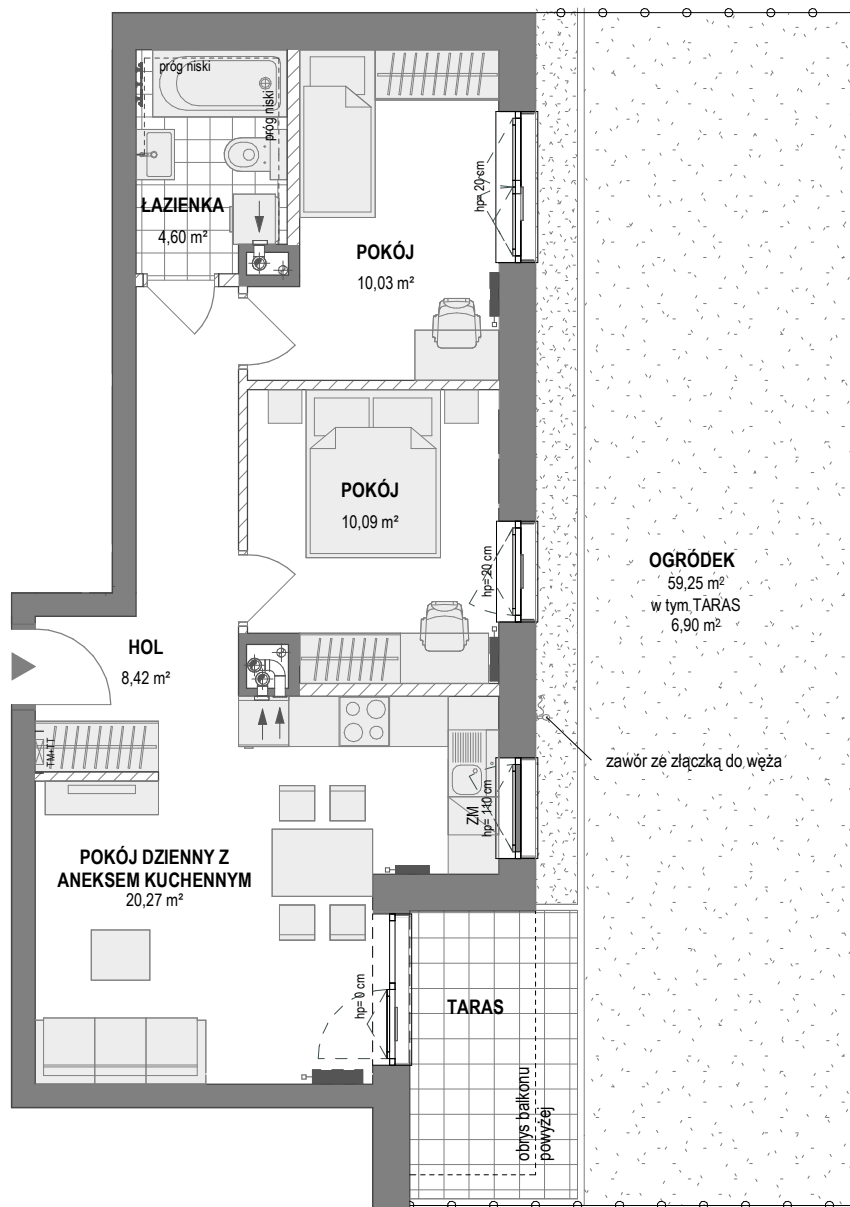 próg niski
próg niski
ŁAZIENKA
4,60 m²
POKÓJ
10,03 m²
hp= 20 cm
POKÓJ
10,09 m²
hp= 20 cm
OGRÓDEK
59,25 m²
w tym TARAS
6,90 m²
HOL
8,42 m²
TM+TT
zawór ze złączką do węża
ZM
hp= 110 cm
POKÓJ DZIENNY Z
ANEKSEM KUCHENNYM
20,27 m²
hp= 0 cm
TARAS
obrys balkonu
powyżej